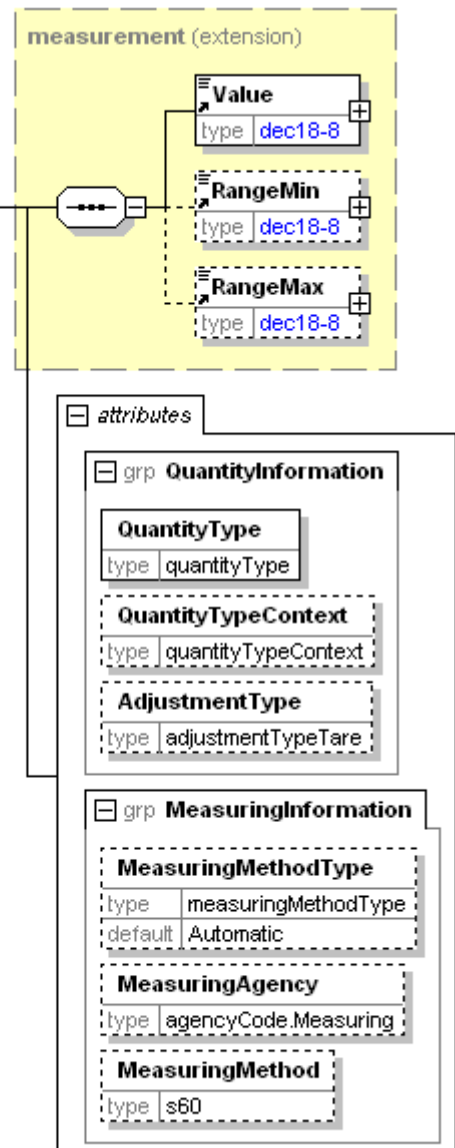 measurement (extension)
Value
type dec18-8
RangeMin
type dec18-8
RangeMax
type dec18-8
attributes
grp QuantityInformation
QuantityType
type quantityType
QuantityTypeContext
type quantityTypeContext
AdjustmentType
type adjustmentTypeTare
grp MeasuringInformation
MeasuringMethodType
type measuringMethodType
default Automatic
MeasuringAgency
type agencyCode.Measuring
MeasuringMethod
type s60